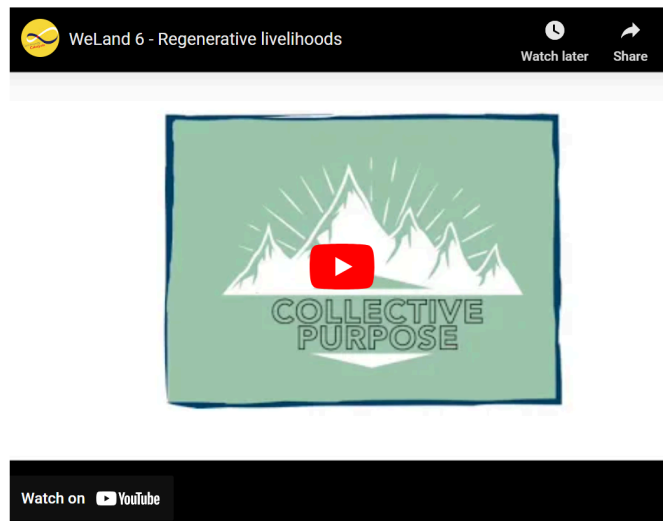 WeLand 6 - Regenerative livelihoods
Watch later
Share
COLLECTIVE
PURPOSE
Watch on YouTube